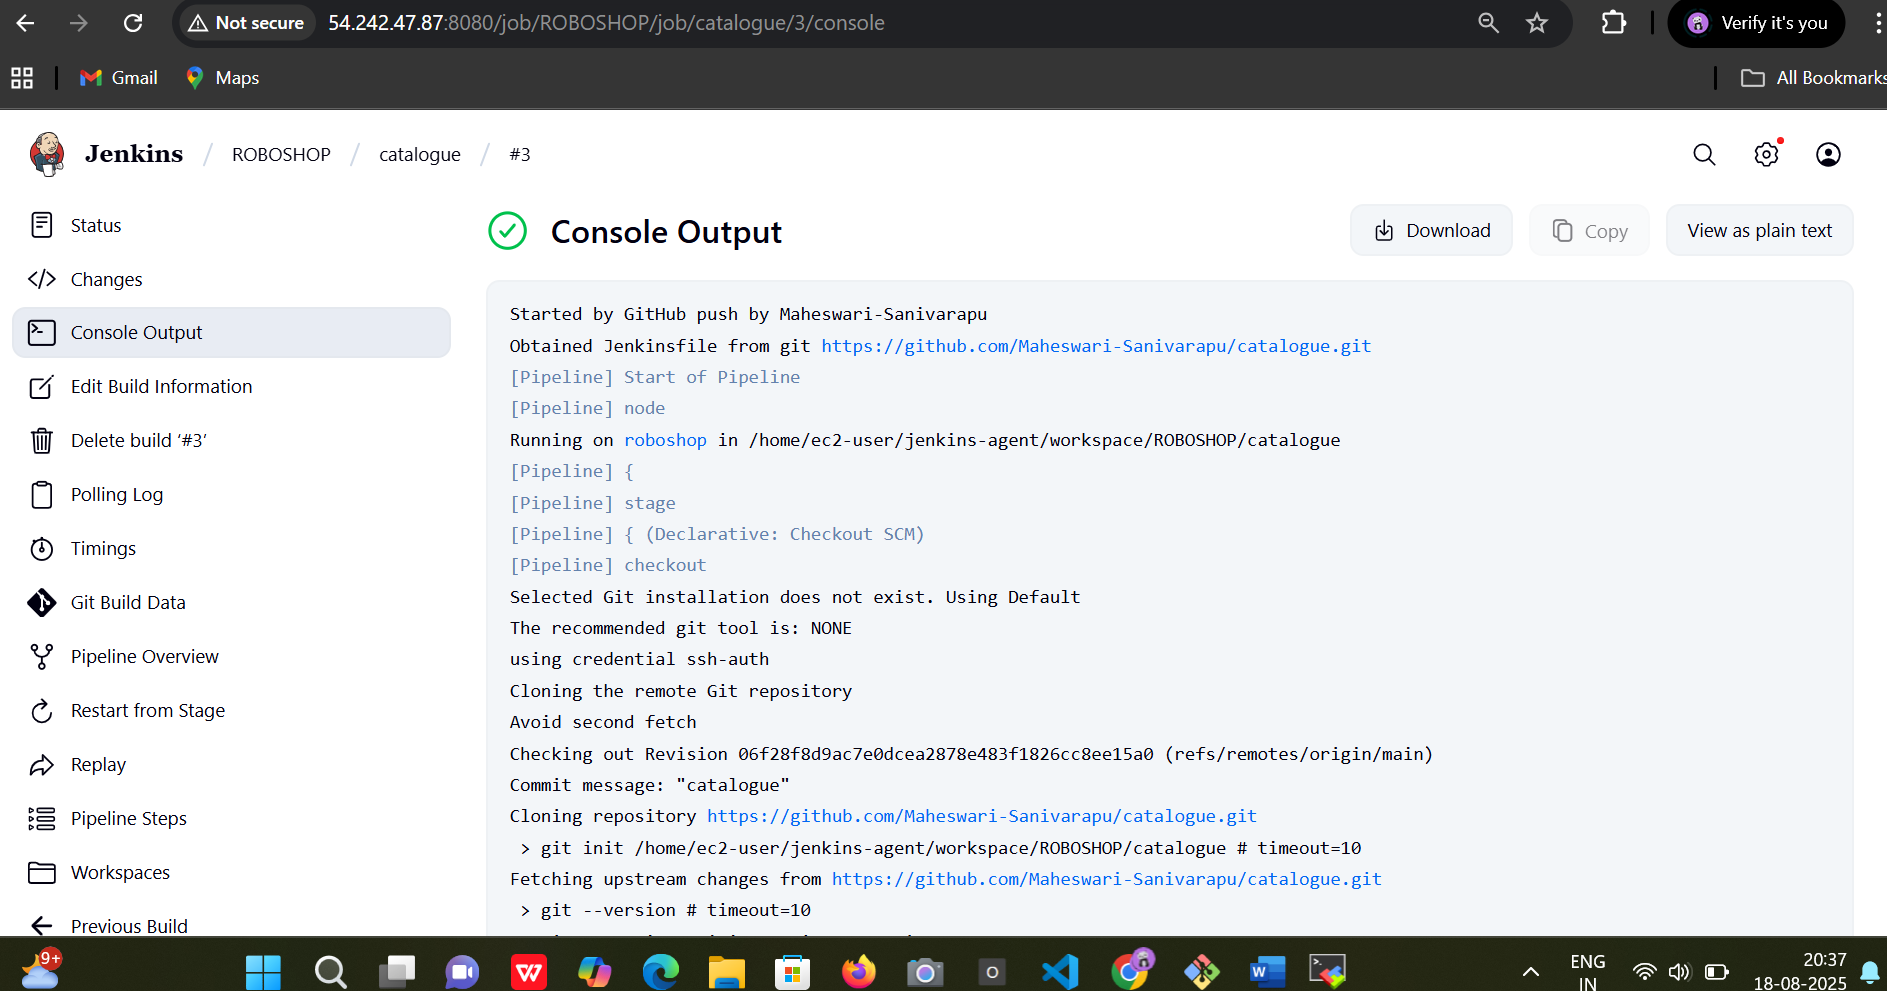 Not secure 54.242.47.87:8080/job/ROBOSHOP/job/catalogue/3/console Verify it's you
Gmail Maps All Bookmarks
Jenkins / ROBOSHOP / catalogue / #3
Status
Changes
Console Output
Edit Build Information
Delete build ‘#3’
Polling Log
Timings
Git Build Data
Pipeline Overview
Restart from Stage
Replay
Pipeline Steps
Workspaces
Previous Build
Console Output
Download Copy View as plain text
Started by GitHub push by Maheswari-Sanivarapu
Obtained Jenkinsfile from git https://github.com/Maheswari-Sanivarapu/catalogue.git
[Pipeline] Start of Pipeline
[Pipeline] node
Running on roboshop in /home/ec2-user/jenkins-agent/workspace/ROBOSHOP/catalogue
[Pipeline] {
[Pipeline] stage
[Pipeline] { (Declarative: Checkout SCM)
[Pipeline] checkout
Selected Git installation does not exist. Using Default
The recommended git tool is: NONE
using credential ssh-auth
Cloning the remote Git repository
Avoid second fetch
Checking out Revision 06f28f8d9ac7e0dcea2878e483f1826cc8ee15a0 (refs/remotes/origin/main)
Commit message: "catalogue"
Cloning repository https://github.com/Maheswari-Sanivarapu/catalogue.git
> git init /home/ec2-user/jenkins-agent/workspace/ROBOSHOP/catalogue # timeout=10
Fetching upstream changes from https://github.com/Maheswari-Sanivarapu/catalogue.git
> git --version # timeout=10
9+
ENG
IN
20:37
18-08-2025